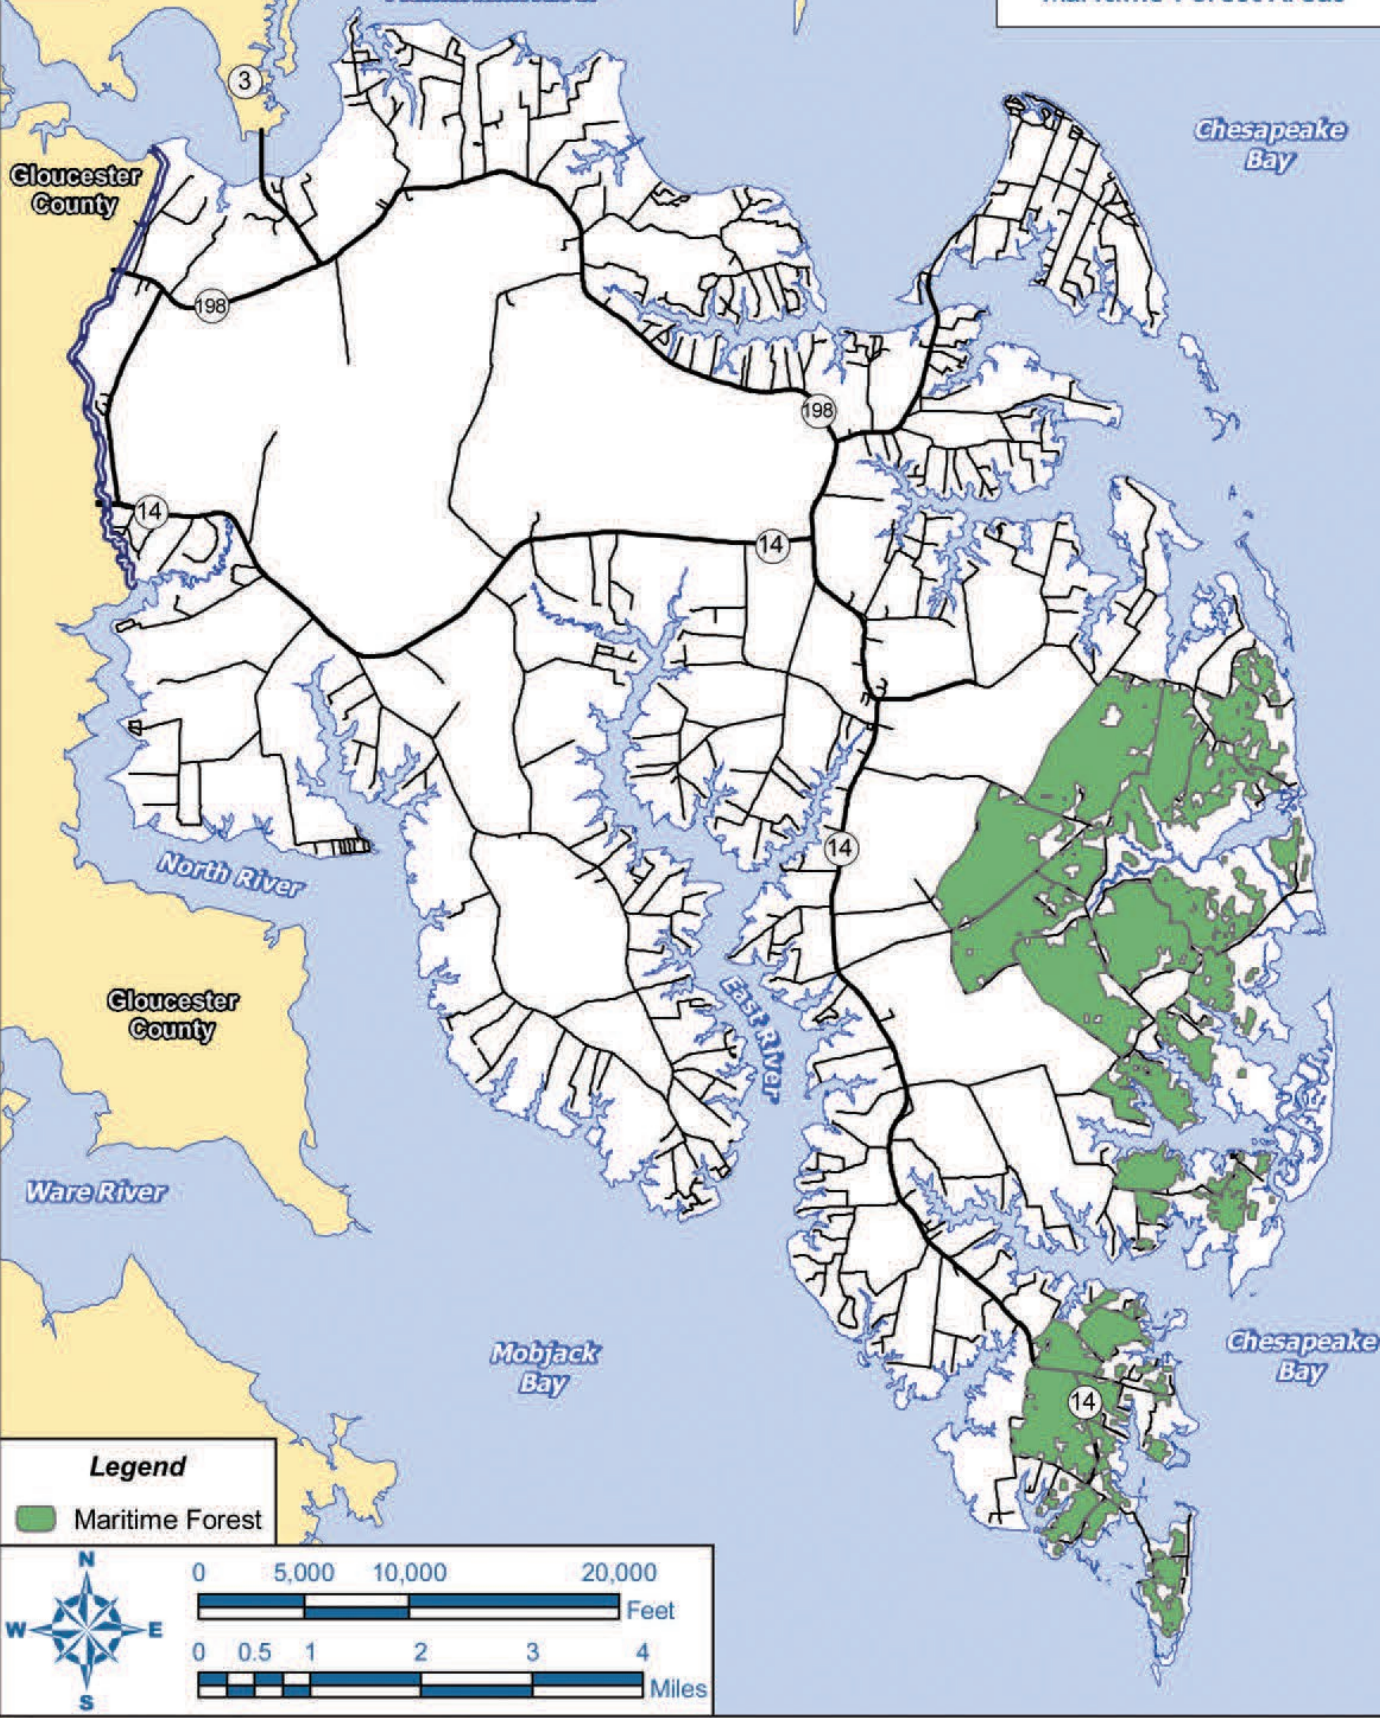 3
Chesapeake
Bay
Gloucester
County
198
198
14
14
14
North River
Gloucester
County
East River
Ware River
Mobjack
Bay
Chesapeake
Bay
14
Legend
Maritime Forest
N
W
E
S
0 5,000 10,000 20,000
Feet
0 0.5 1 2 3 4
Miles